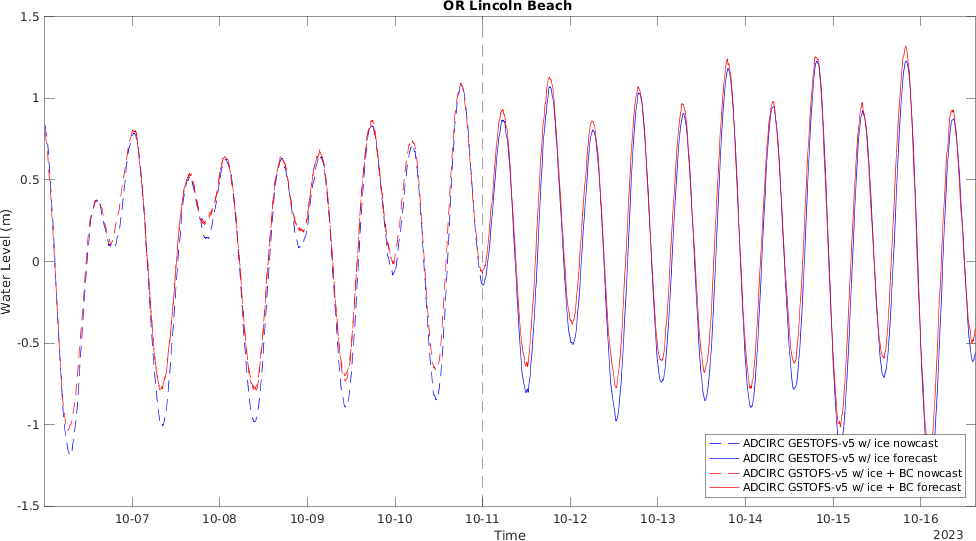 OR Lincoln Beach
1.5
1
0.5
0
-0.5
-1
-1.5
Water Level (m)
10-07
10-08
10-09
10-10
10-11
10-12
10-13
10-14
10-15
10-16
Time
2023
ADCIRC GESTOFS-v5 w/ ice nowcast
ADCIRC GESTOFS-v5 w/ ice forecast
ADCIRC GSTOFS-v5 w/ ice + BC nowcast
ADCIRC GSTOFS-v5 w/ ice + BC forecast